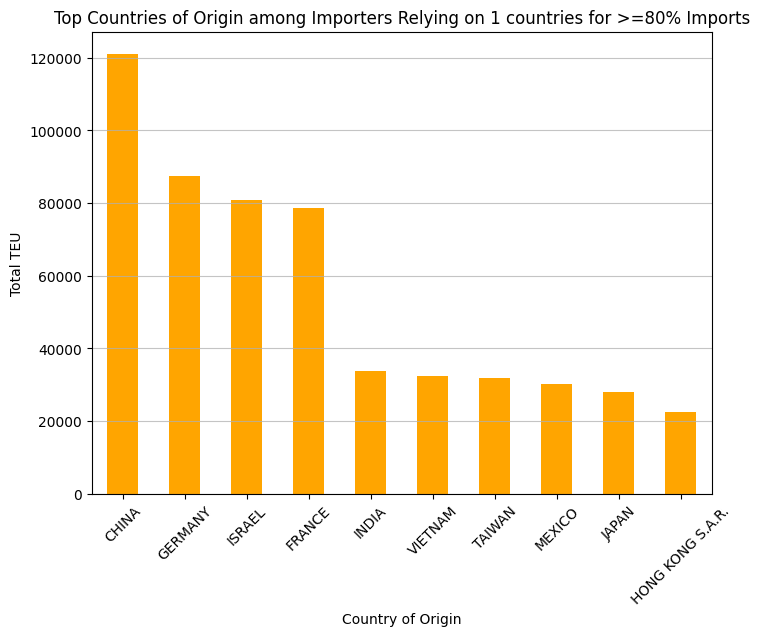 Top Countries of Origin among Importers Relying on 1 countries for >=80% Imports
120000
100000
80000
60000
40000
20000
0
Total TEU
CHINA
GERMANY
ISRAEL
FRANCE
INDIA
VIETNAM
TAIWAN
MEXICO
JAPAN
HONG KONG S.A.R.
Country of Origin